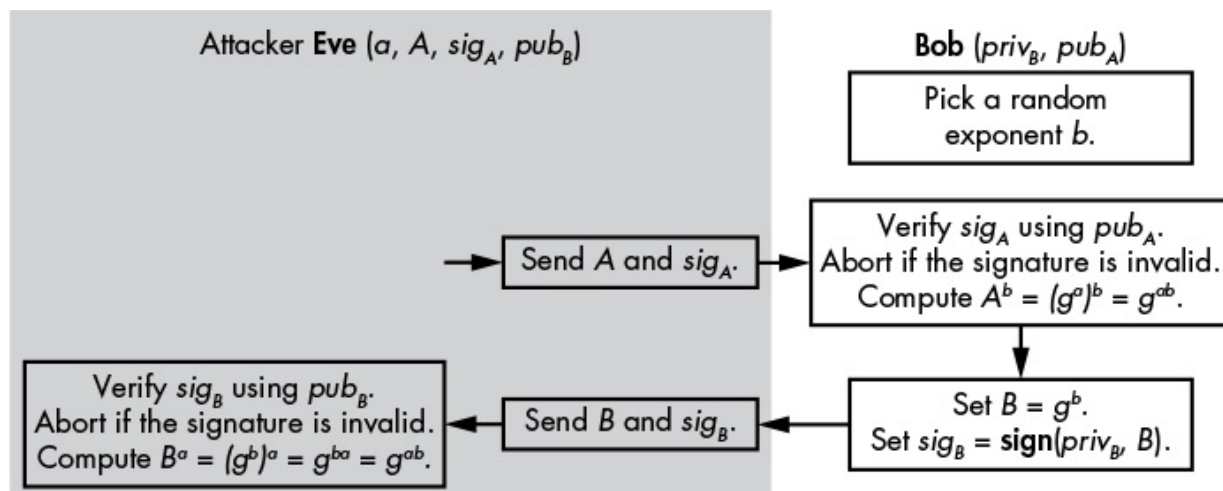 Attacker Eve (a, A, sig_A, pub_B)
Bob (priv_B, pub_A)
Pick a random
exponent b.
Send A and sig_A.
Verify sig_A using pub_A.
Abort if the signature is invalid.
Compute A^b = (g^a)^b = g^ab.
Verify sig_B using pub_B.
Abort if the signature is invalid.
Compute B^a = (g^b)^a = g^ba = g^ab.
Send B and sig_B.
Set B = g^b.
Set sig_B = sign(priv_B, B).